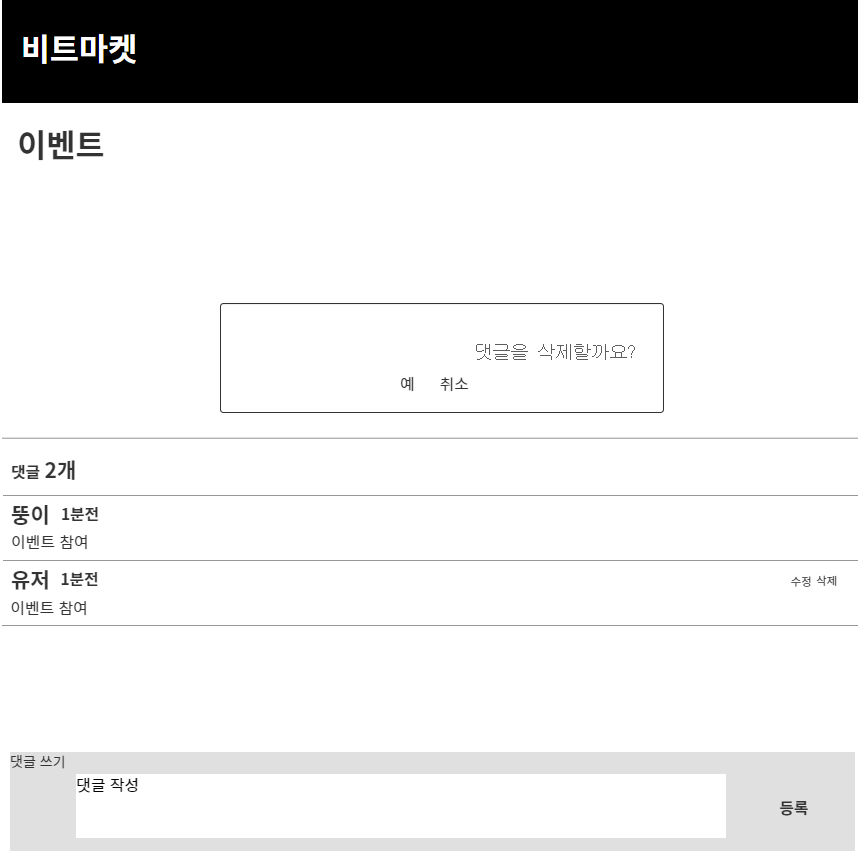 비트마켓
이벤트
댓글을 삭제할까요?
예 취소
댓글 2개
뚱이 1분전
이벤트 참여
유저 1분전 수정 삭제
이벤트 참여
댓글 쓰기
댓글 작성
등록